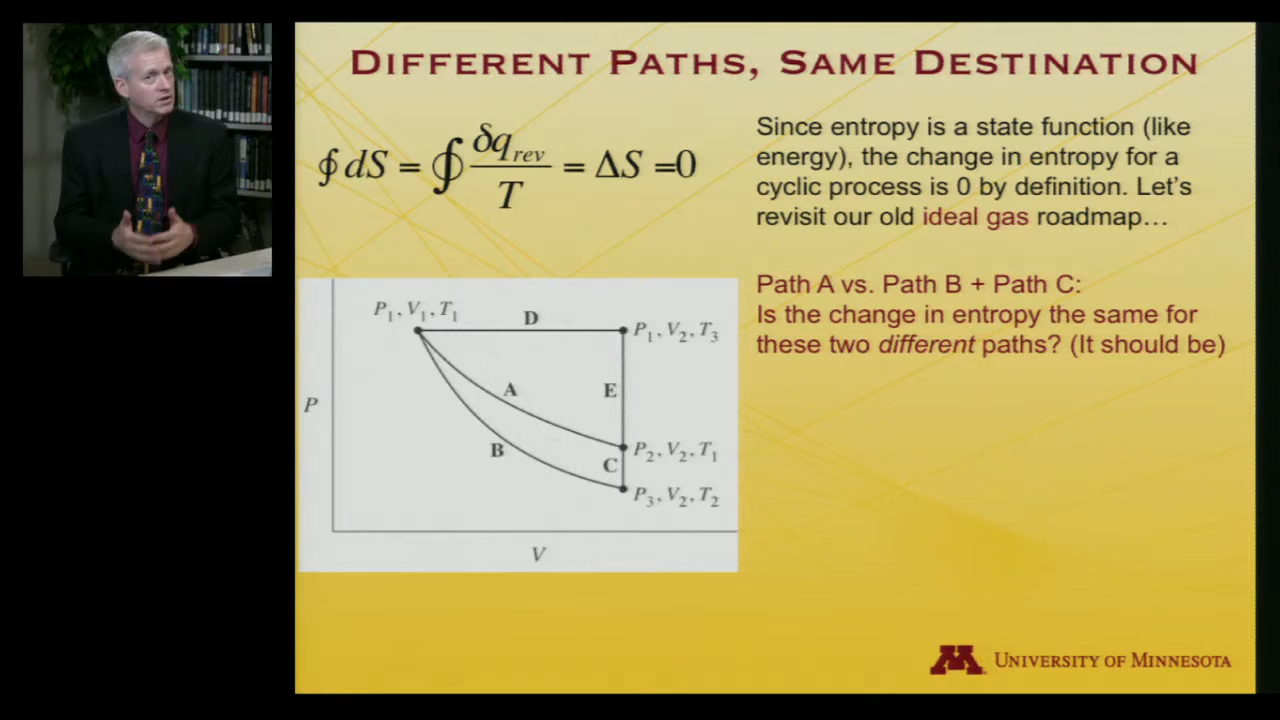 DIFFERENT PATHS, SAME DESTINATION
∮dS = ∮ δq_rev / T = ΔS =0
Since entropy is a state function (like
energy), the change in entropy for a
cyclic process is 0 by definition. Let's
revisit our old ideal gas roadmap…
Path A vs. Path B + Path C:
Is the change in entropy the same for
these two different paths? (It should be)
P₁, V₁, T₁
D
P₁, V₂, T₃
A
E
P
B
P₂, V₂, T₁
C
P₃, V₂, T₂
V
M UNIVERSITY OF MINNESOTA